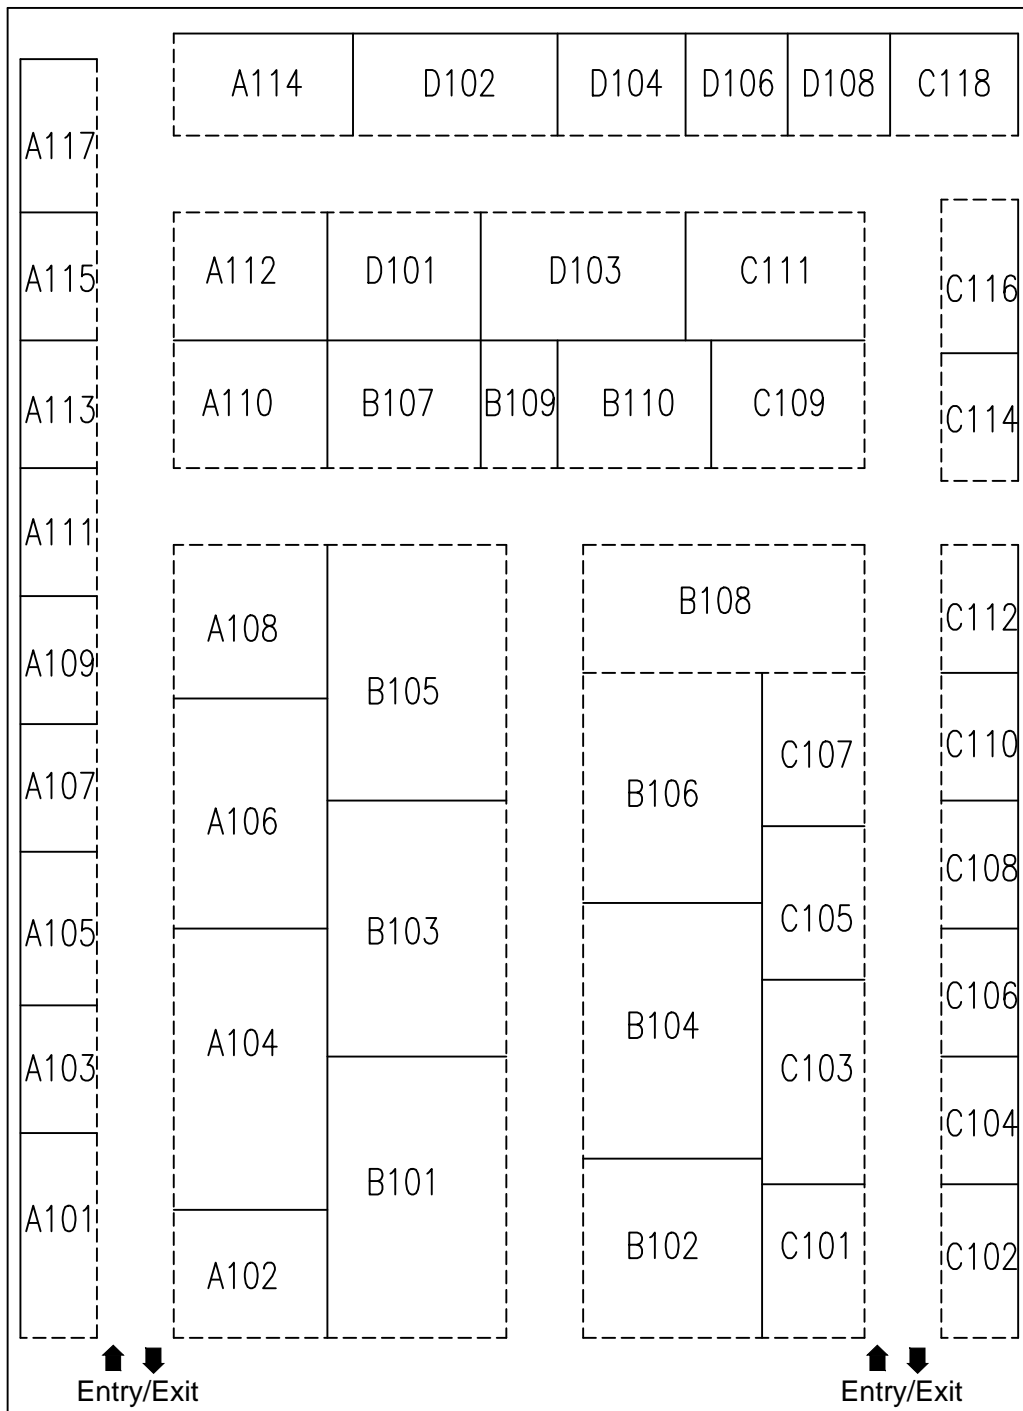 A114 D102 D104 D106 D108 C118
A117
A115 A112 D101 D103 C111 C116
A113 A110 B107 B109 B110 C109 C114
A111
B108 C112
A108
A109
B105
C107 C110
A107 B106
A106
C108
A105 B103 C105
B104 C106
A104
A103 C103
C104
B101
A101
B102 C101 C102
A102
Entry/Exit Entry/Exit